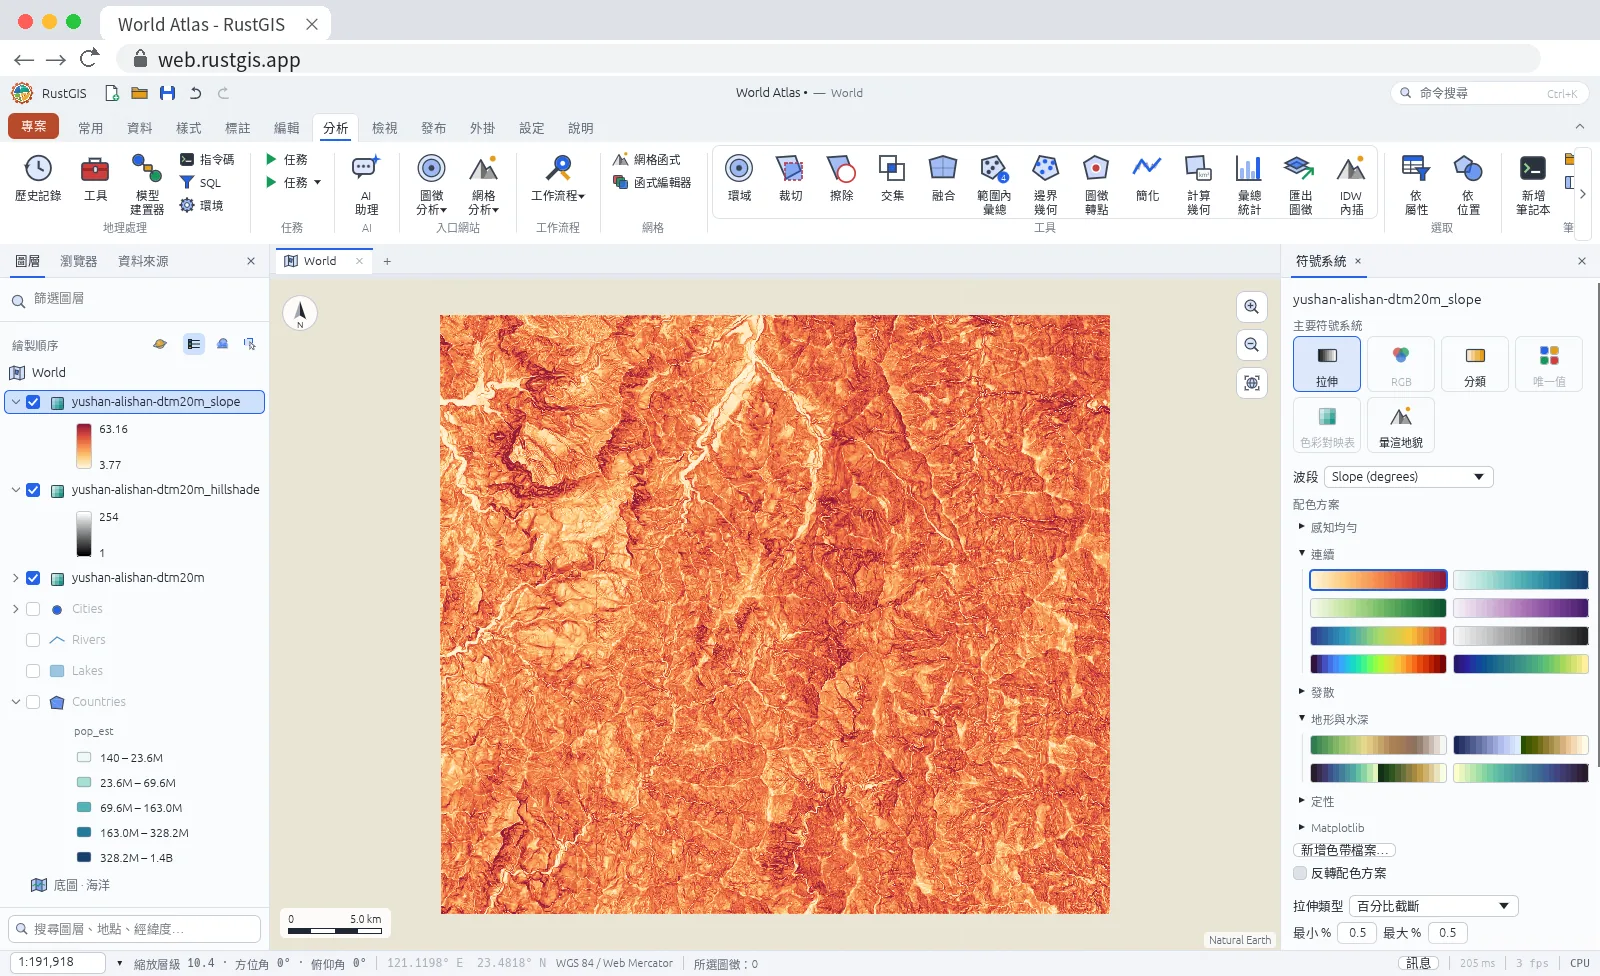 World Atlas - RustGIS
web.rustgis.app
RustGIS
World Atlas • — World
命令搜尋 Ctrl+K
專案 常用 資料 樣式 標註 編輯 分析 檢視 發布 外掛 設定 說明
歷史記錄 工具 模型建置器 指令碼 SQL 環境
地理處理
任務
任務
任務
AI 助理
AI
圖徵分析▾ 網格分析▾
入口網站
工作流程▾
工作流程
網格函式
函式編輯器
網格
環域 裁切 擦除 交集 融合 範圍內彙總 邊界幾何 圖徵轉點 簡化 計算幾何 彙總統計 匯出圖徵 IDW 內插
工具
依屬性 依位置
選取
新增筆記本
筆
圖層 瀏覽器 資料來源
篩選圖層
繪製順序
World
yushan-alishan-dtm20m_slope
63.16
3.77
yushan-alishan-dtm20m_hillshade
254
1
yushan-alishan-dtm20m
Cities
Rivers
Lakes
Countries
pop_est
140 – 23.6M
23.6M – 69.6M
69.6M – 163.0M
163.0M – 328.2M
328.2M – 1.4B
底圖 · 海洋
搜尋圖層、地點、經緯度…
World
N
0 5.0 km
Natural Earth
符號系統
yushan-alishan-dtm20m_slope
主要符號系統
拉伸 RGB 分類 唯一值
色彩對映表 暈渲地貌
波段 Slope (degrees)
配色方案
感知均勻
連續
發散
地形與水深
定性
Matplotlib
新增色帶檔案…
反轉配色方案
拉伸類型 百分比截斷
最小 % 0.5 最大 % 0.5
1:191,918 縮放層級 10.4 · 方位角 0° · 俯仰角 0° 121.1198° E 23.4818° N WGS 84 / Web Mercator 所選圖徵：0 訊息 205 ms 3 fps CPU